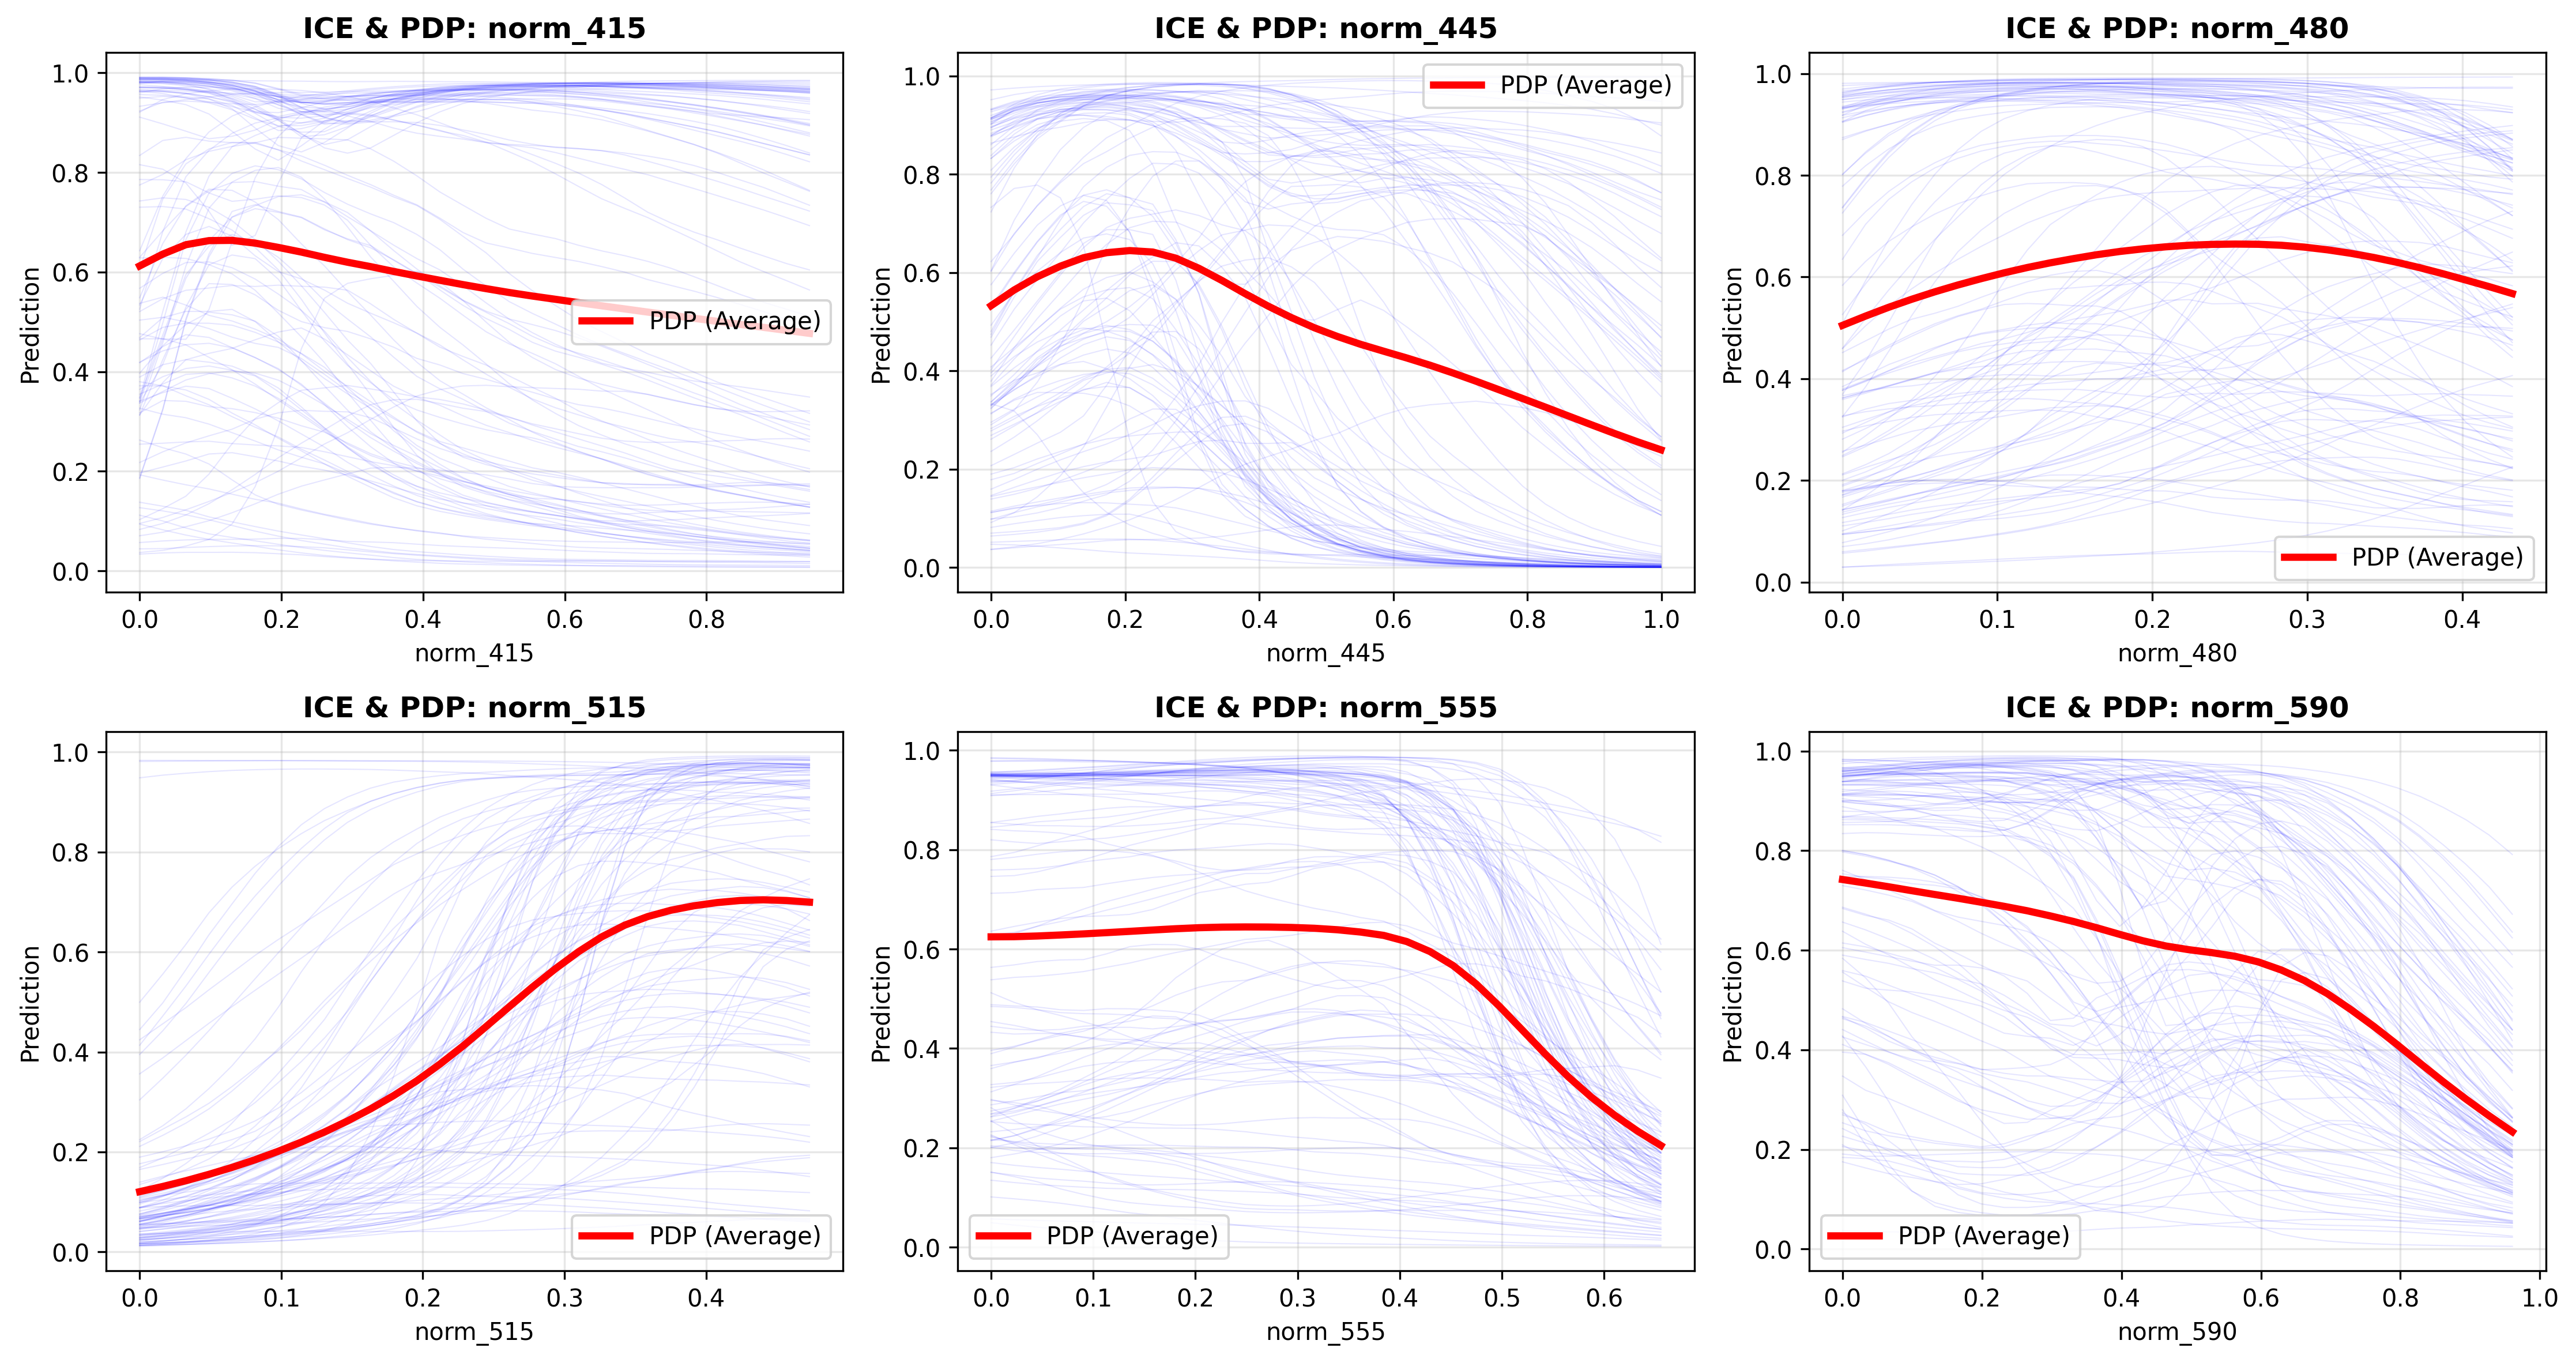 ICE & PDP: norm_415
1.0
0.8
0.6
0.4
0.2
0.0
Prediction
PDP (Average)
0.0 0.2 0.4 0.6 0.8
norm_415
ICE & PDP: norm_445
1.0
0.8
0.6
0.4
0.2
0.0
Prediction
PDP (Average)
0.0 0.2 0.4 0.6 0.8 1.0
norm_445
ICE & PDP: norm_480
1.0
0.8
0.6
0.4
0.2
0.0
Prediction
PDP (Average)
0.0 0.1 0.2 0.3 0.4
norm_480
ICE & PDP: norm_515
1.0
0.8
0.6
0.4
0.2
0.0
Prediction
PDP (Average)
0.0 0.1 0.2 0.3 0.4
norm_515
ICE & PDP: norm_555
1.0
0.8
0.6
0.4
0.2
0.0
Prediction
PDP (Average)
0.0 0.1 0.2 0.3 0.4 0.5 0.6
norm_555
ICE & PDP: norm_590
1.0
0.8
0.6
0.4
0.2
0.0
Prediction
PDP (Average)
0.0 0.2 0.4 0.6 0.8 1.0
norm_590